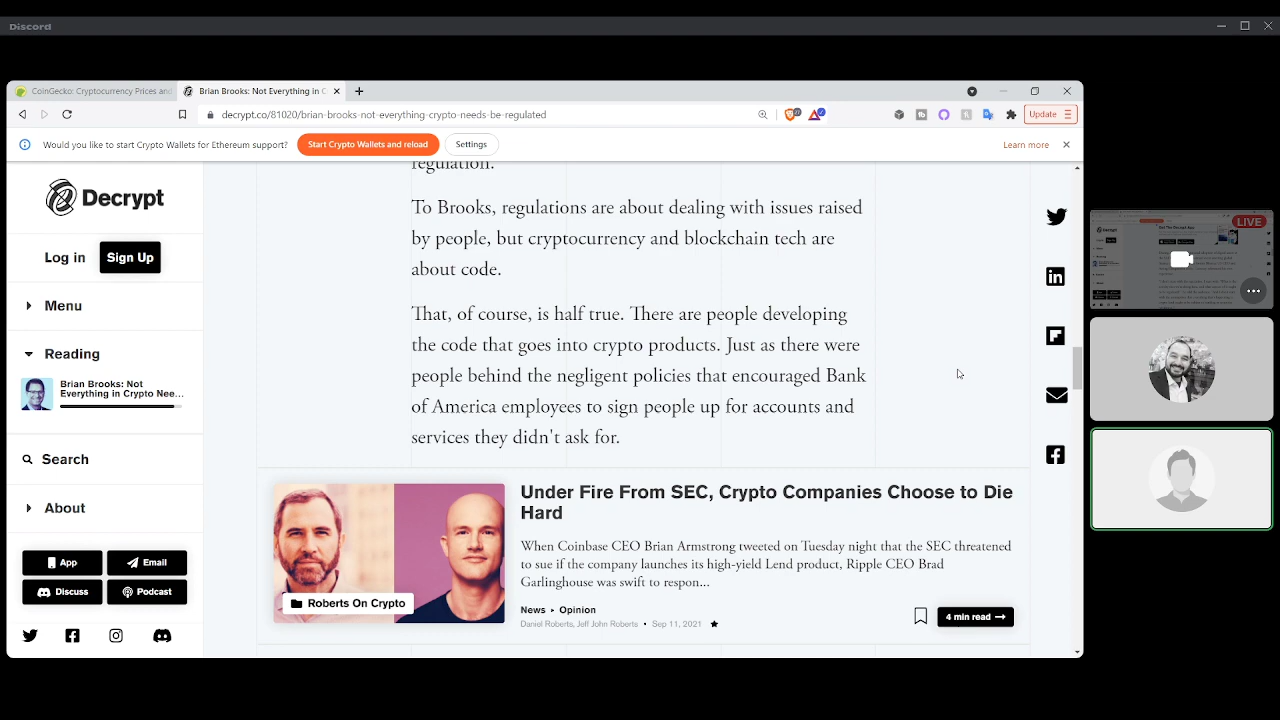 Discord
CoinGecko: Cryptocurrency Prices and
Brian Brooks: Not Everything in C
decrypt.co/81020/brian-brooks-not-everything-crypto-needs-be-regulated
Update
Would you like to start Crypto Wallets for Ethereum support?
Start Crypto Wallets and reload
Settings
Learn more
Decrypt
Log in
Sign Up
Menu
Reading
Brian Brooks: Not
Everything in Crypto Nee...
Search
About
App
Email
Discuss
Podcast
regulation.
To Brooks, regulations are about dealing with issues raised
by people, but cryptocurrency and blockchain tech are
about code.
That, of course, is half true. There are people developing
the code that goes into crypto products. Just as there were
people behind the negligent policies that encouraged Bank
of America employees to sign people up for accounts and
services they didn't ask for.
Roberts On Crypto
Under Fire From SEC, Crypto Companies Choose to Die
Hard
When Coinbase CEO Brian Armstrong tweeted on Tuesday night that the SEC threatened
to sue if the company launches its high-yield Lend product, Ripple CEO Brad
Garlinghouse was swift to respon...
News ▸ Opinion
Daniel Roberts, Jeff John Roberts • Sep 11, 2021 ★
4 min read →
LIVE